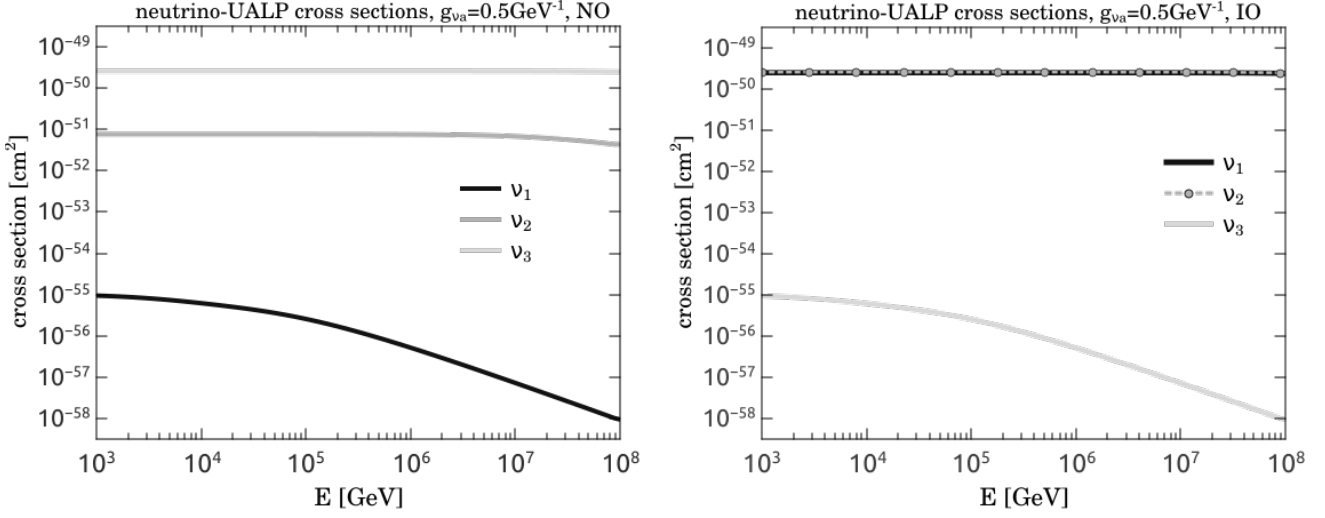 neutrino-UALP cross sections, gνa=0.5GeV⁻¹, NO
cross section [cm²]
10⁻⁴⁹
10⁻⁵⁰
10⁻⁵¹
10⁻⁵²
10⁻⁵³
10⁻⁵⁴
10⁻⁵⁵
10⁻⁵⁶
10⁻⁵⁷
10⁻⁵⁸
ν₁
ν₂
ν₃
10³ 10⁴ 10⁵ 10⁶ 10⁷ 10⁸
E [GeV]
neutrino-UALP cross sections, gνa=0.5GeV⁻¹, IO
cross section [cm²]
10⁻⁴⁹
10⁻⁵⁰
10⁻⁵¹
10⁻⁵²
10⁻⁵³
10⁻⁵⁴
10⁻⁵⁵
10⁻⁵⁶
10⁻⁵⁷
10⁻⁵⁸
ν₁
ν₂
ν₃
10³ 10⁴ 10⁵ 10⁶ 10⁷ 10⁸
E [GeV]